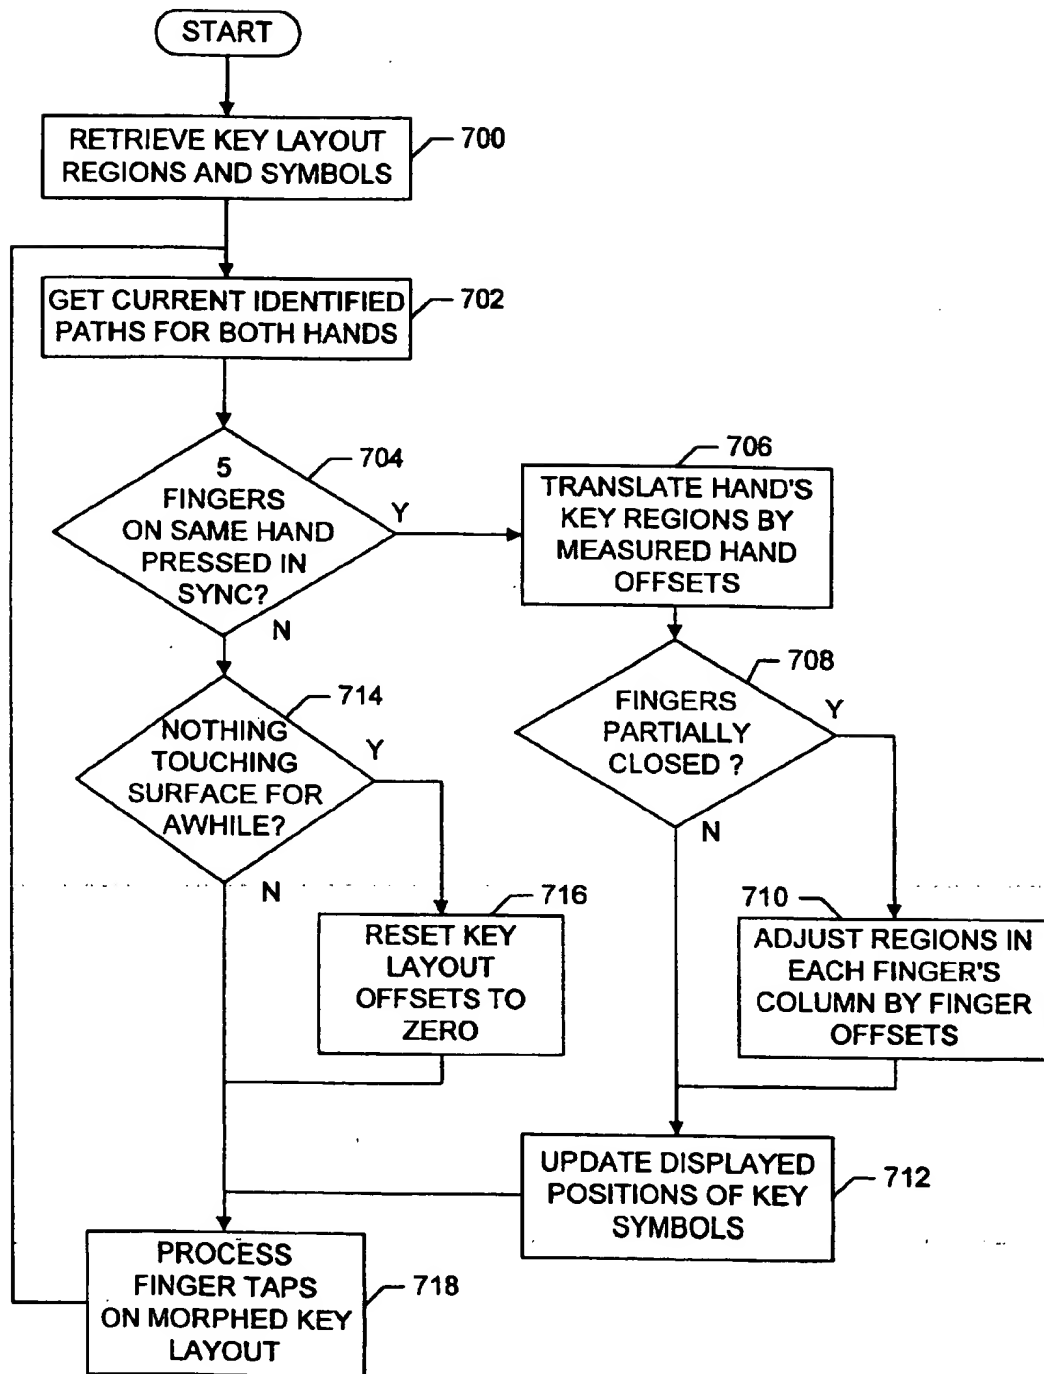 START
RETRIEVE KEY LAYOUT
REGIONS AND SYMBOLS
700
GET CURRENT IDENTIFIED
PATHS FOR BOTH HANDS
702
5
FINGERS
ON SAME HAND
PRESSED IN
SYNC?
704
Y
N
TRANSLATE HAND'S
KEY REGIONS BY
MEASURED HAND
OFFSETS
706
FINGERS
PARTIALLY
CLOSED ?
708
Y
N
NOTHING
TOUCHING
SURFACE FOR
AWHILE?
714
Y
N
RESET KEY
LAYOUT
OFFSETS TO
ZERO
716
ADJUST REGIONS IN
EACH FINGER'S
COLUMN BY FINGER
OFFSETS
710
UPDATE DISPLAYED
POSITIONS OF KEY
SYMBOLS
712
PROCESS
FINGER TAPS
ON MORPHED KEY
LAYOUT
718